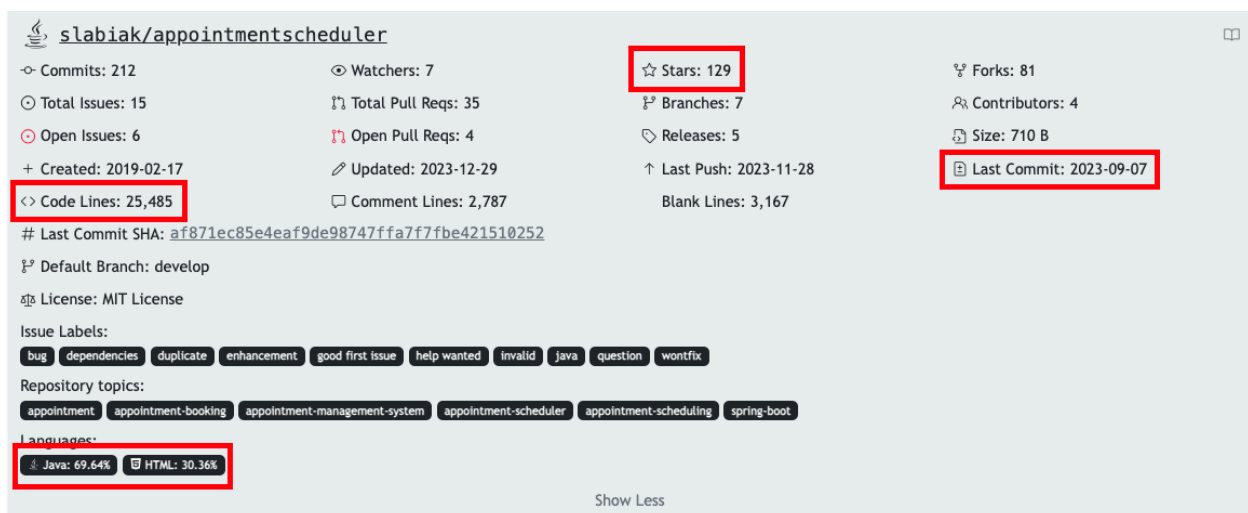 slabiak/appointmentscheduler
Commits: 212 Watchers: 7 Stars: 129 Forks: 81
Total Issues: 15 Total Pull Reqs: 35 Branches: 7 Contributors: 4
Open Issues: 6 Open Pull Reqs: 4 Releases: 5 Size: 710 B
Created: 2019-02-17 Updated: 2023-12-29 Last Push: 2023-11-28 Last Commit: 2023-09-07
Code Lines: 25,485 Comment Lines: 2,787 Blank Lines: 3,167
# Last Commit SHA: af871ec85e4eaf9de98747ffa7f7fbe421510252
Default Branch: develop
License: MIT License
Issue Labels:
bug dependencies duplicate enhancement good first issue help wanted invalid java question wontfix
Repository topics:
appointment appointment-booking appointment-management-system appointment-scheduler appointment-scheduling spring-boot
Languages:
Java: 69.64% HTML: 30.36%
Show Less